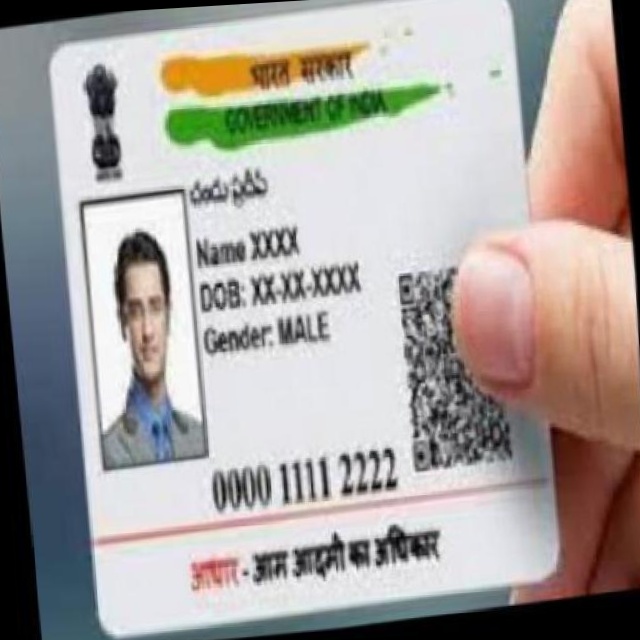 भारत सरकार
GOVERNMENT OF INDIA
చందు ప్రదీప్
Name XXXX
DOB: XX-XX-XXXX
Gender: MALE
0000 1111 2222
आधार - आम आदमी का अधिकार